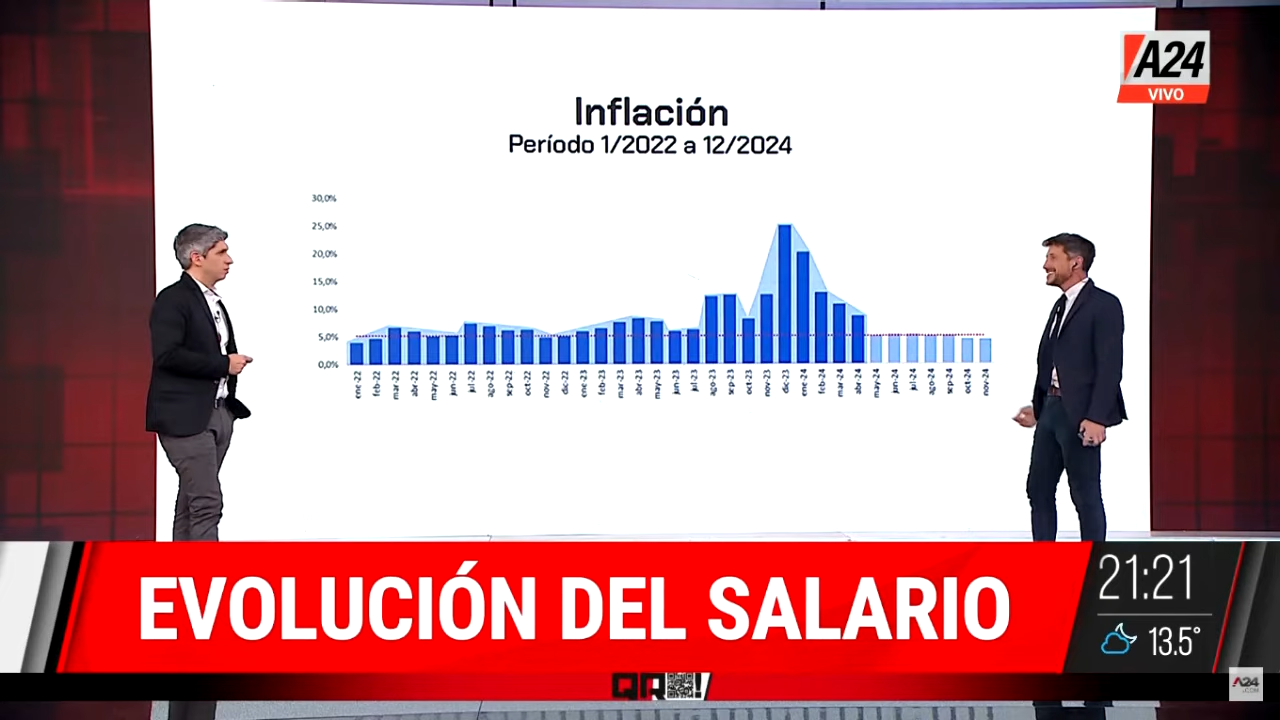 A24
VIVO
Inflación
Período 1/2022 a 12/2024
30,0%
25,0%
20,0%
15,0%
10,0%
5,0%
0,0%
ene-22
feb-22
mar-22
abr-22
may-22
jun-22
jul-22
ago-22
sep-22
oct-22
nov-22
dic-22
ene-23
feb-23
mar-23
abr-23
may-23
jun-23
jul-23
ago-23
sep-23
oct-23
nov-23
dic-23
ene-24
feb-24
mar-24
abr-24
may-24
jun-24
jul-24
ago-24
sep-24
oct-24
nov-24
EVOLUCIÓN DEL SALARIO
21:21
13.5°
QR!
A24
.COM